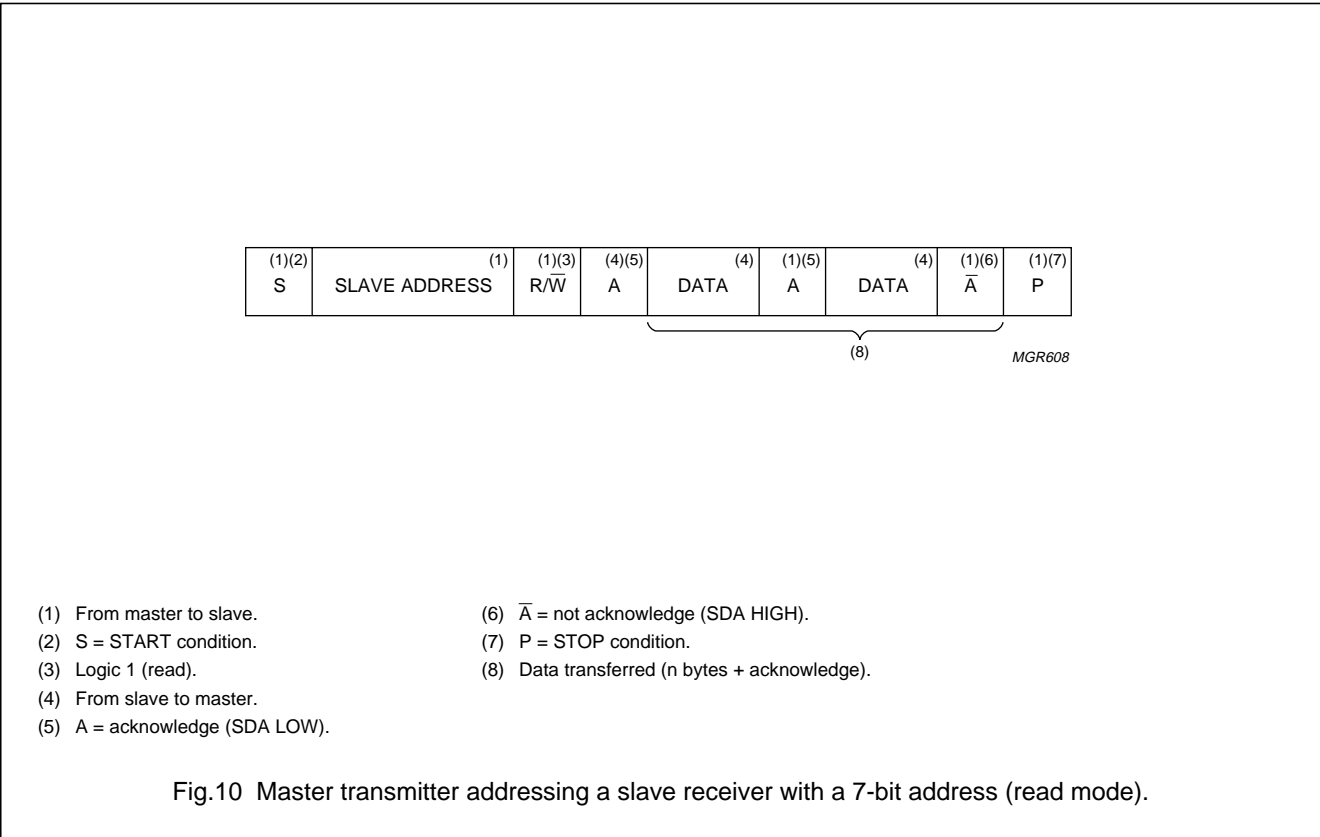 (1)(2) (1) (1)(3) (4)(5) (4) (1)(5) (4) (1)(6) (1)(7)
S SLAVE ADDRESS R/W̅ A DATA A DATA A̅ P
(8)
MGR608
(1) From master to slave.
(2) S = START condition.
(3) Logic 1 (read).
(4) From slave to master.
(5) A = acknowledge (SDA LOW).
(6) A̅ = not acknowledge (SDA HIGH).
(7) P = STOP condition.
(8) Data transferred (n bytes + acknowledge).
Fig.10 Master transmitter addressing a slave receiver with a 7-bit address (read mode).